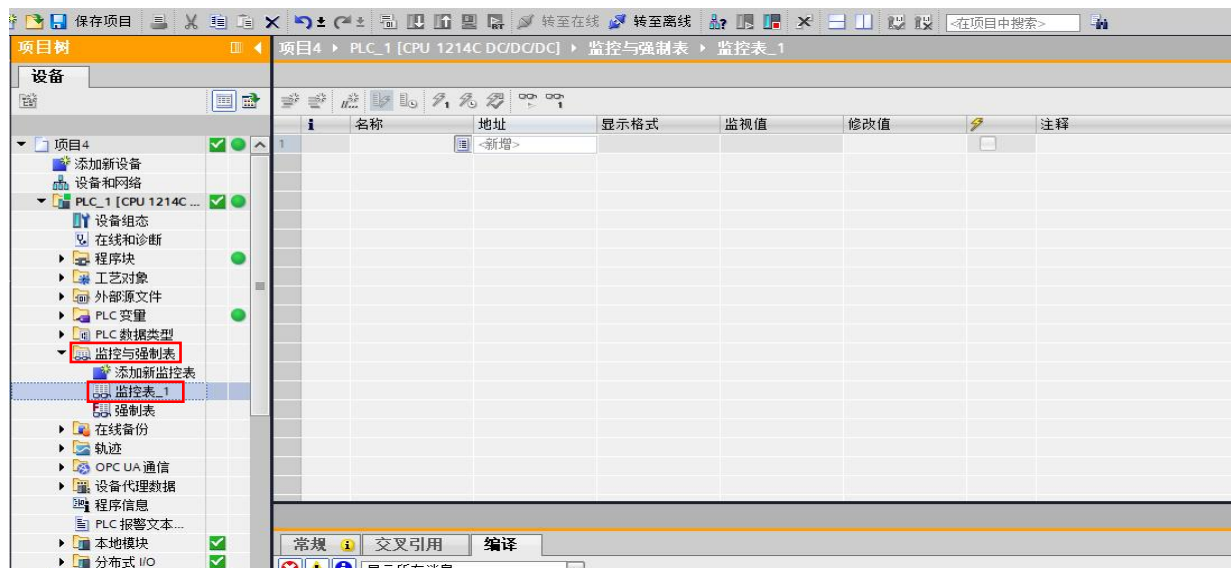 保存项目 转至在线 转至离线 <在项目中搜索>
项目树
项目4 PLC_1 [CPU 1214C DC/DC/DC] 监控与强制表 监控表_1
设备
i 名称 地址 显示格式 监视值 修改值 注释
1 <新增>
项目4
添加新设备
设备和网络
PLC_1 [CPU 1214C ...
设备组态
在线和诊断
程序块
工艺对象
外部源文件
PLC 变量
PLC 数据类型
监控与强制表
添加新监控表
监控表_1
强制表
在线备份
轨迹
OPC UA 通信
设备代理数据
程序信息
PLC 报警文本...
本地模块
分布式 I/O
常规 交叉引用 编译
显示所有消息